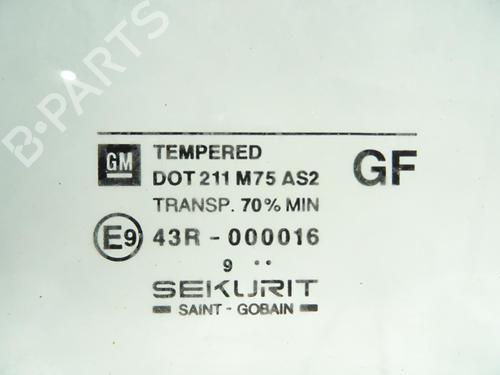 B-PARTS
GM TEMPERED GF
DOT 211 M75 AS2
TRANSP. 70% MIN
E9 43R - 000016
9 ..
SEKURIT
SAINT - GOBAIN